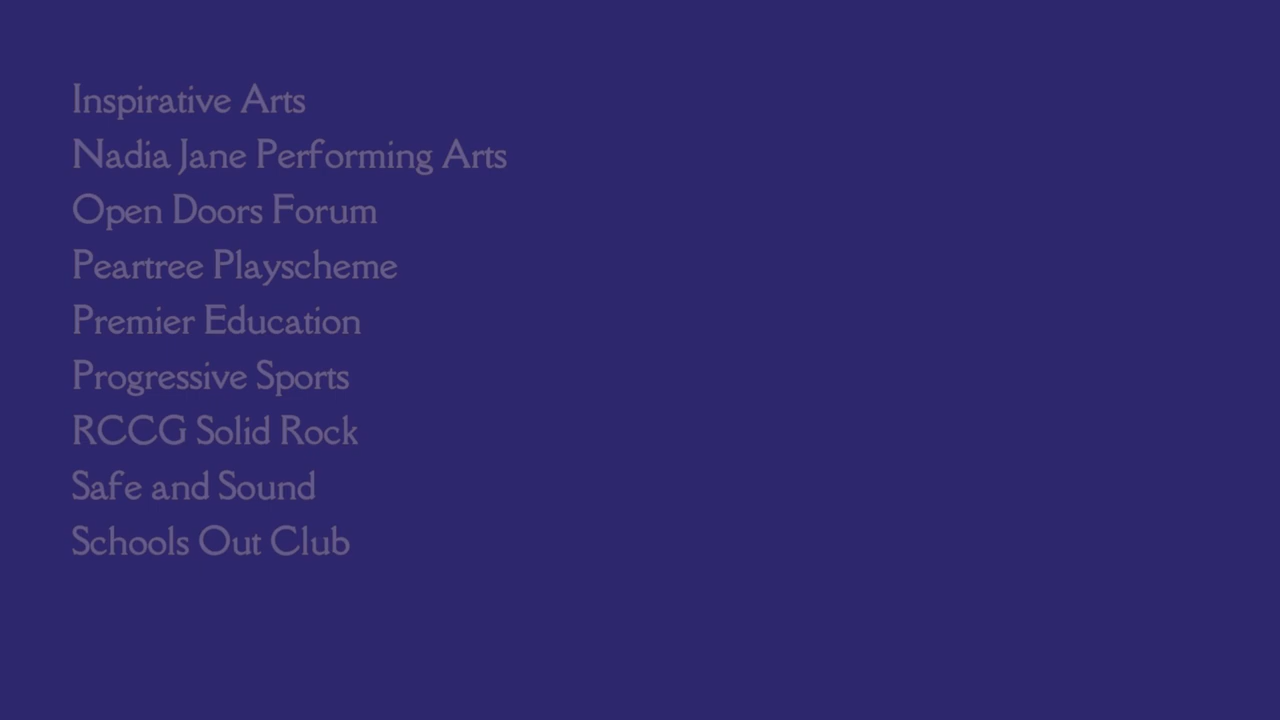 Inspirative Arts
Nadia Jane Performing Arts
Open Doors Forum
Peartree Playscheme
Premier Education
Progressive Sports
RCCG Solid Rock
Safe and Sound
Schools Out Club